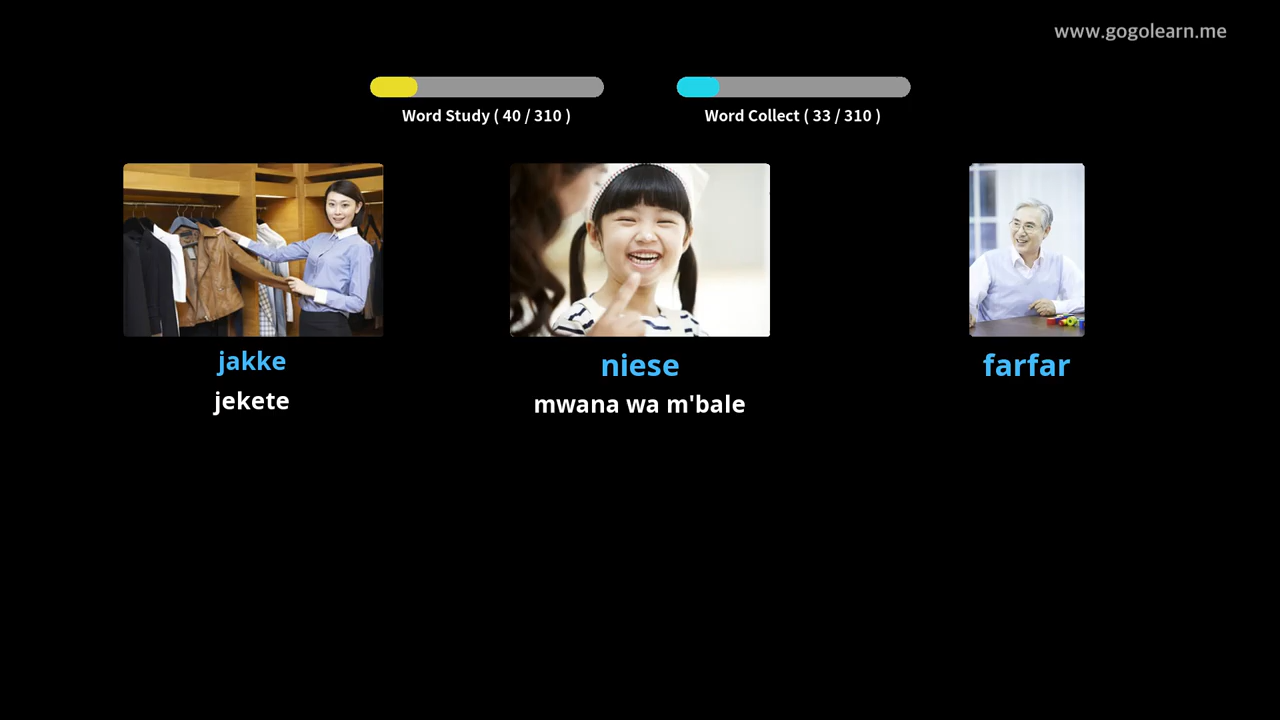 www.gogolearn.me
Word Study ( 40 / 310 )
Word Collect ( 33 / 310 )
jakke
jekete
niese
mwana wa m'bale
farfar